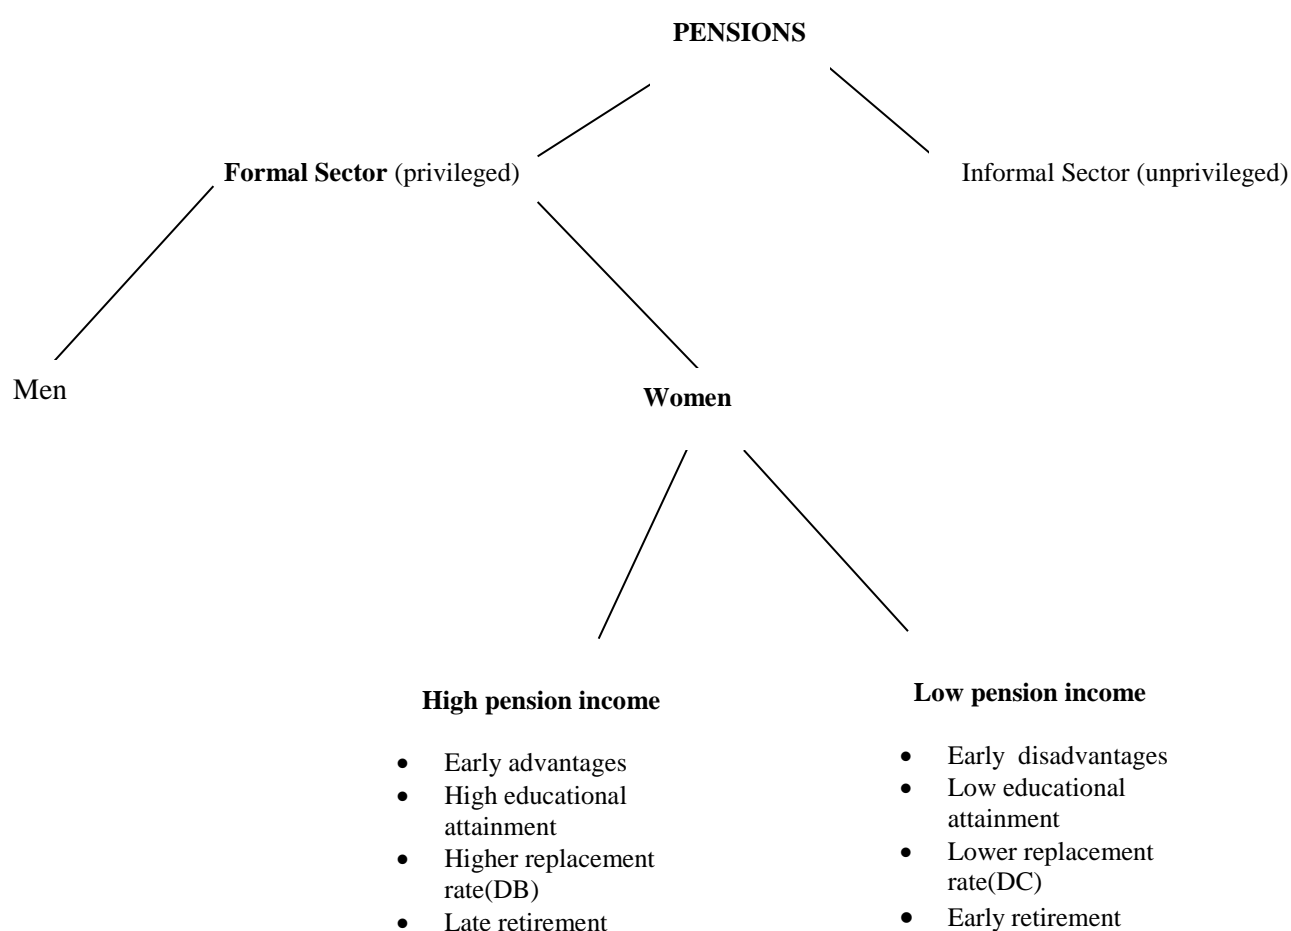 PENSIONS
Formal Sector (privileged)
Informal Sector (unprivileged)
Men
Women
High pension income
• Early advantages
• High educational
attainment
• Higher replacement
rate(DB)
• Late retirement
Low pension income
• Early  disadvantages
• Low educational
attainment
• Lower replacement
rate(DC)
• Early retirement